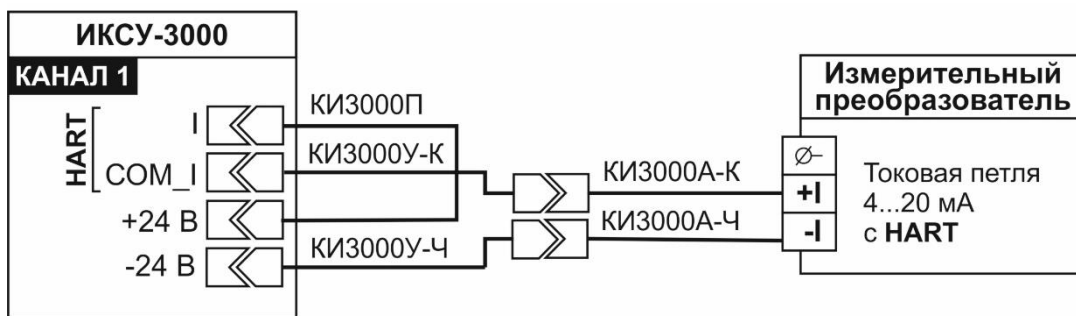 ИКСУ-3000
КАНАЛ 1
HART
I
COM_I
+24 В
-24 В
КИ3000П
КИ3000У-К
КИ3000У-Ч
КИ3000А-К
КИ3000А-Ч
Измерительный
преобразователь
+I
-I
Токовая петля
4...20 мА
с HART